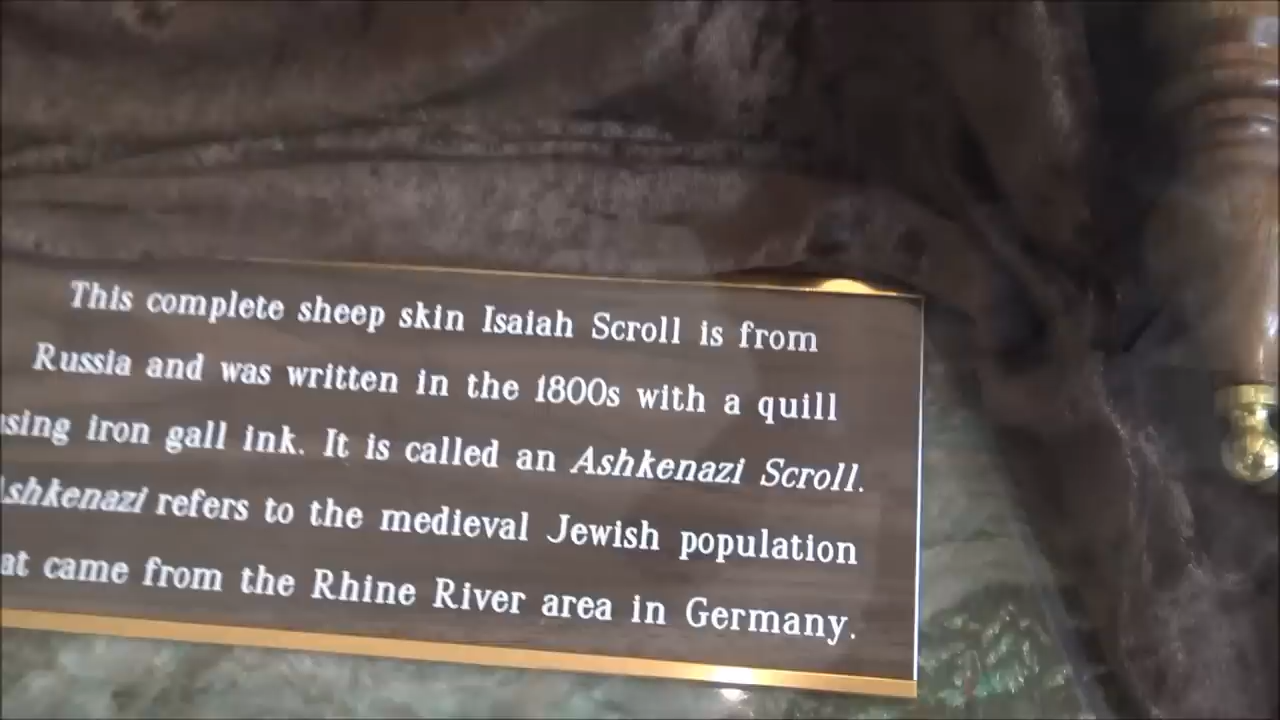 This complete sheep skin Isaiah Scroll is from
Russia and was written in the 1800s with a quill
sing iron gall ink. It is called an Ashkenazi Scroll.
shkenazi refers to the medieval Jewish population
at came from the Rhine River area in Germany.